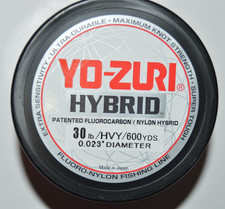 EXTRA SENSITIVITY • ULTRA DURABLE • MAXIMUM KNOT STRENGTH • SUPER TOUGH
YO-ZURI®
HYBRID
PATENTED FLUOROCARBON / NYLON HYBRID
30 lb./HVY/600YDS.
0.023" DIAMETER
Made in Japan
FLUORO-NYLON FISHING LINE